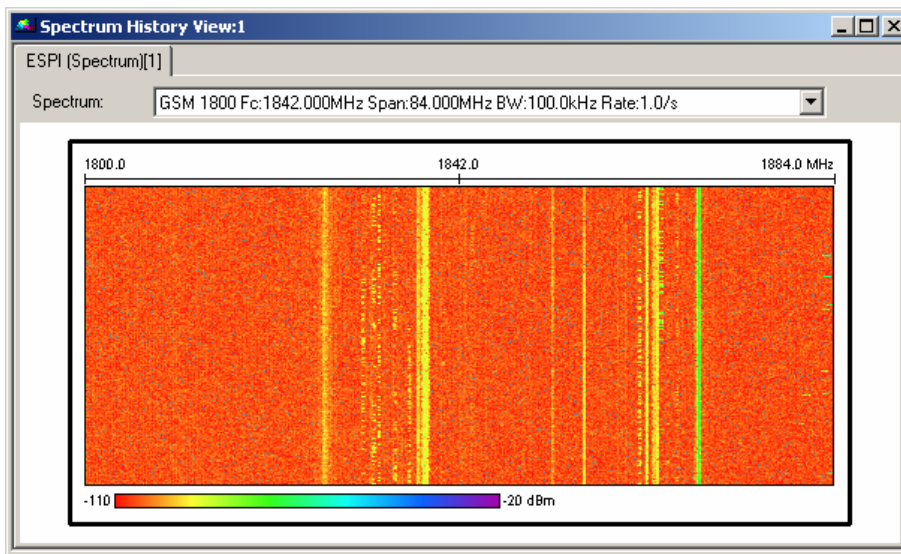 Spectrum History View:1
ESPI (Spectrum)[1]
Spectrum: GSM 1800 Fc:1842.000MHz Span:84.000MHz BW:100.0kHz Rate:1.0/s
1800.0 1842.0 1884.0 MHz
-110 -20 dBm